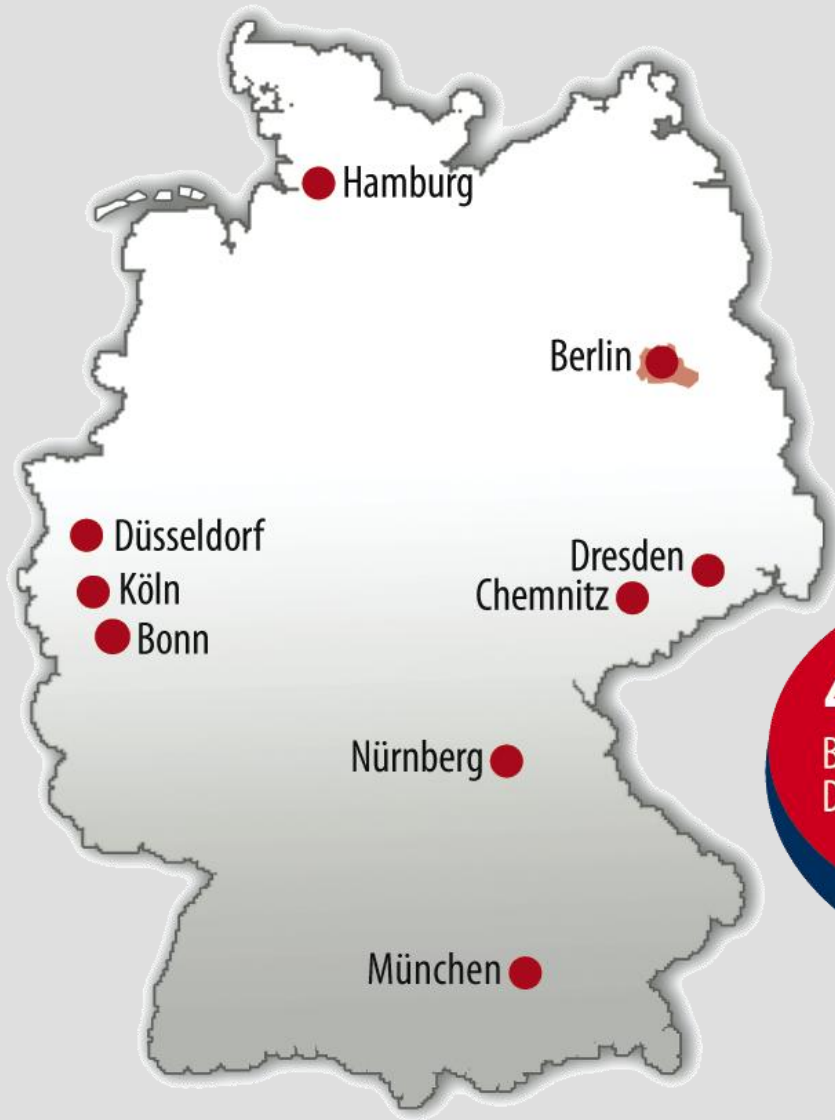 Hamburg
Berlin
Düsseldorf
Köln
Bonn
Dresden
Chemnitz
Nürnberg
München